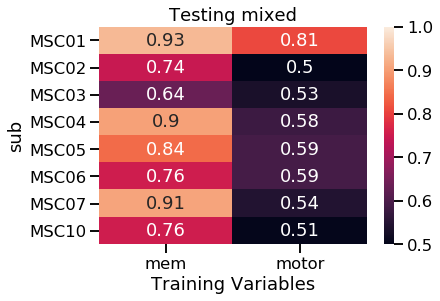 Testing mixed
MSC01 0.93 0.81
MSC02 0.74 0.5
MSC03 0.64 0.53
MSC04 0.9 0.58
MSC05 0.84 0.59
MSC06 0.76 0.59
MSC07 0.91 0.54
MSC10 0.76 0.51
sub
mem motor
Training Variables
1.0
0.9
0.8
0.7
0.6
0.5